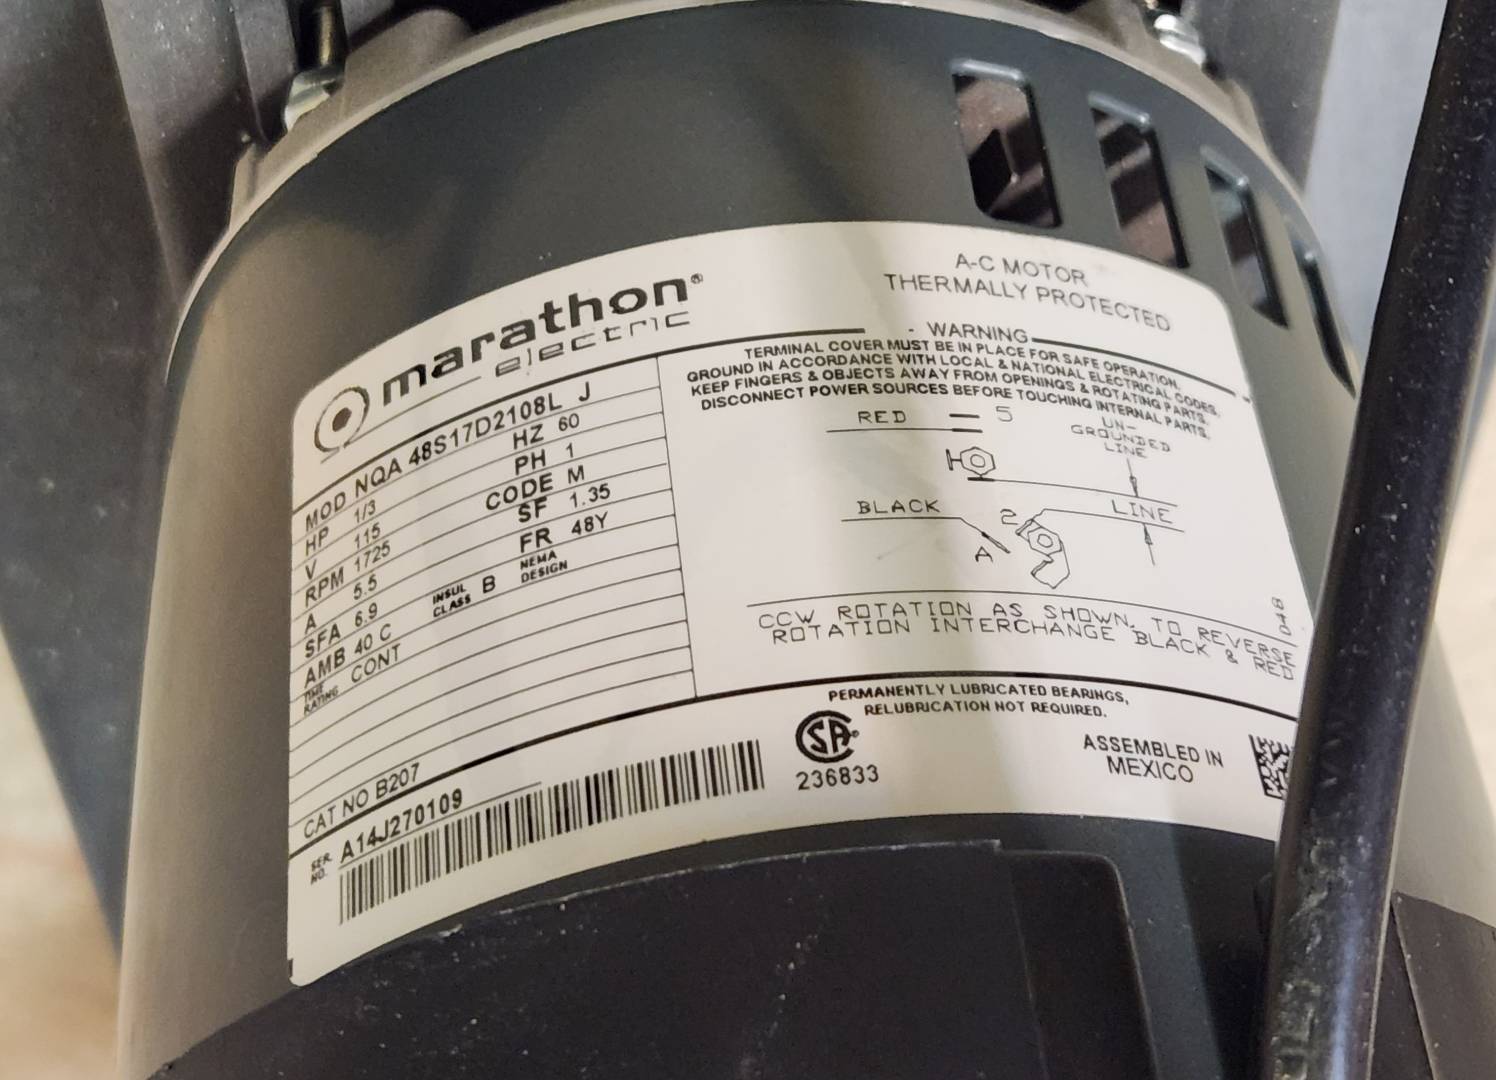 marathon®
electric
MOD NQA 48S17D2108L J
HP 1/3 HZ 60
V 115 PH 1
RPM 1725 CODE M
A 5.5 SF 1.35
SFA 6.9 FR 48Y
AMB 40 C INSUL CLASS B NEMA DESIGN
TIME RATING CONT
CAT NO B207
SER. NO. A14J270109
A-C MOTOR
THERMALLY PROTECTED
- WARNING
TERMINAL COVER MUST BE IN PLACE FOR SAFE OPERATION.
GROUND IN ACCORDANCE WITH LOCAL & NATIONAL ELECTRICAL CODES.
KEEP FINGERS & OBJECTS AWAY FROM OPENINGS & ROTATING PARTS.
DISCONNECT POWER SOURCES BEFORE TOUCHING INTERNAL PARTS.
RED 5
UN-
GROUNDED
LINE
BLACK 2 LINE
A
CCW ROTATION AS SHOWN. TO REVERSE
ROTATION INTERCHANGE BLACK & RED
048
PERMANENTLY LUBRICATED BEARINGS,
RELUBRICATION NOT REQUIRED.
SA®
236833
ASSEMBLED IN
MEXICO